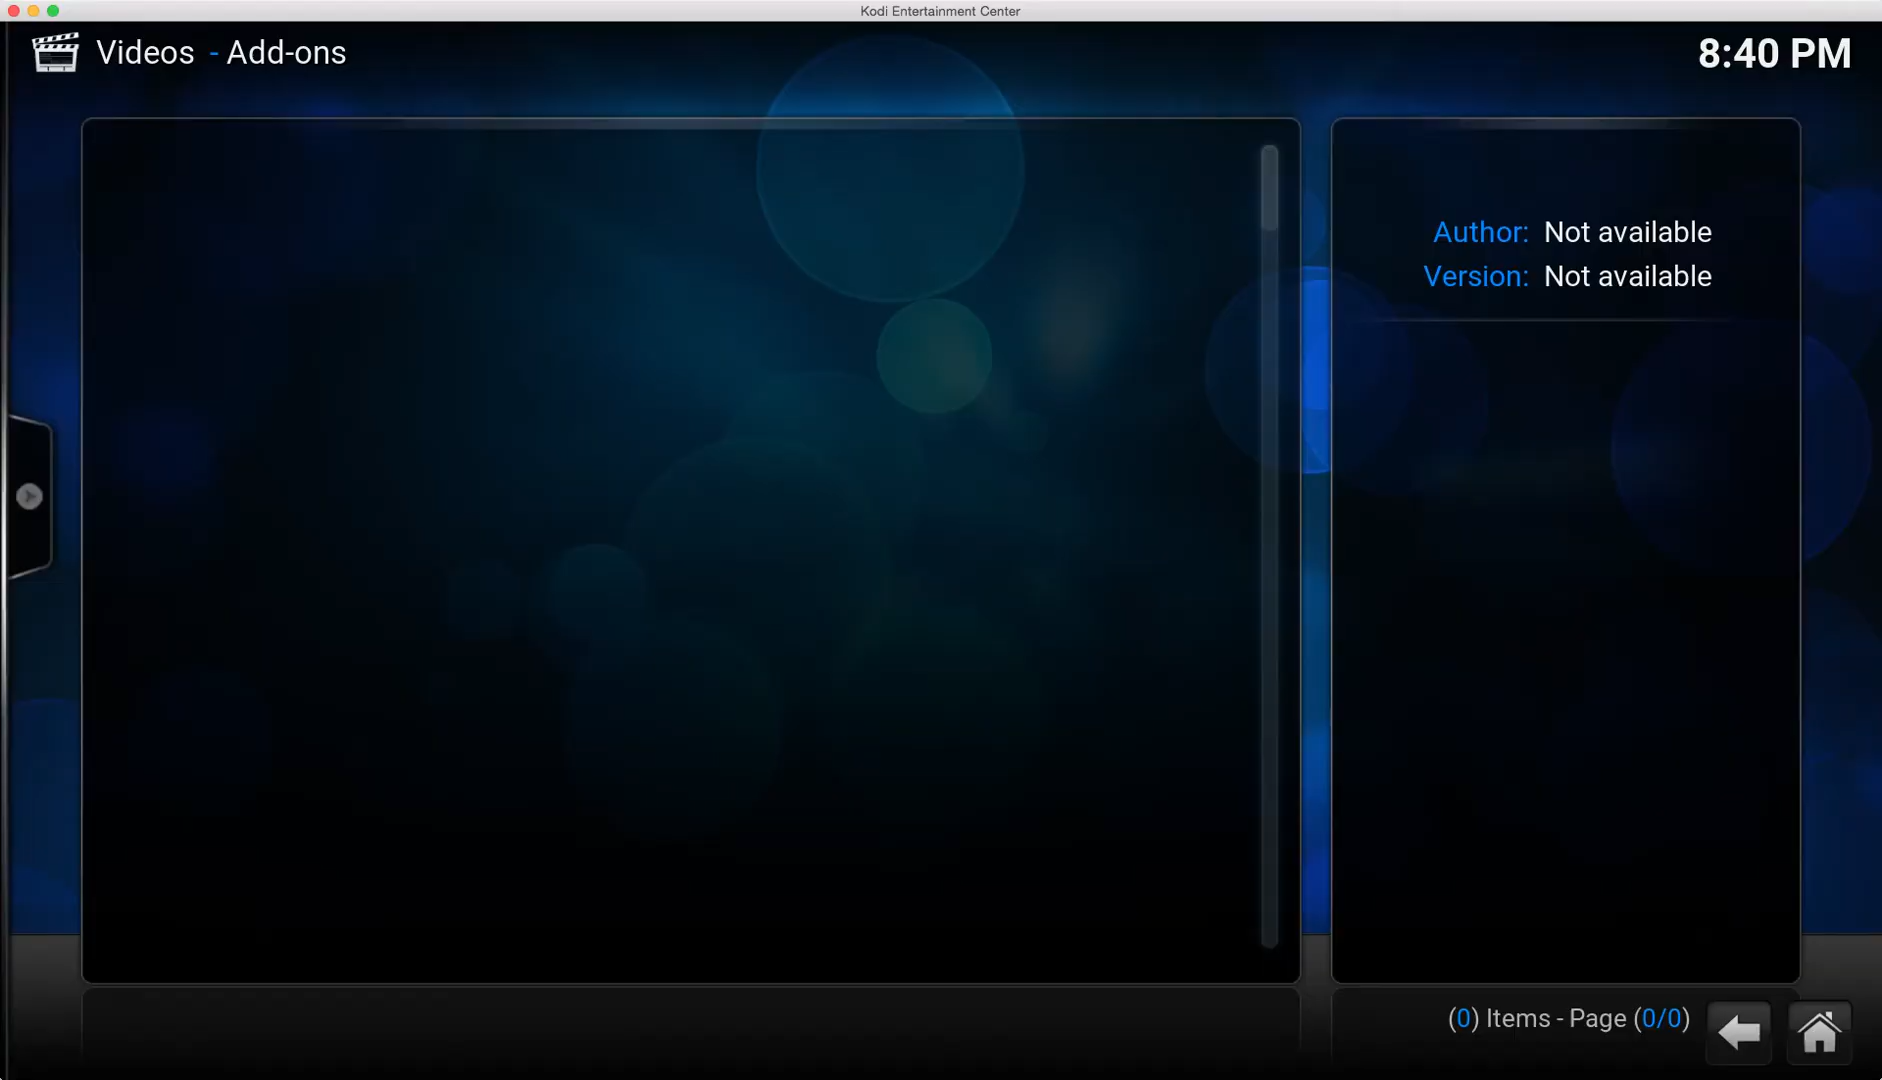 Kodi Entertainment Center
Videos - Add-ons
8:40 PM
Author: Not available
Version: Not available
(0) Items - Page (0/0)